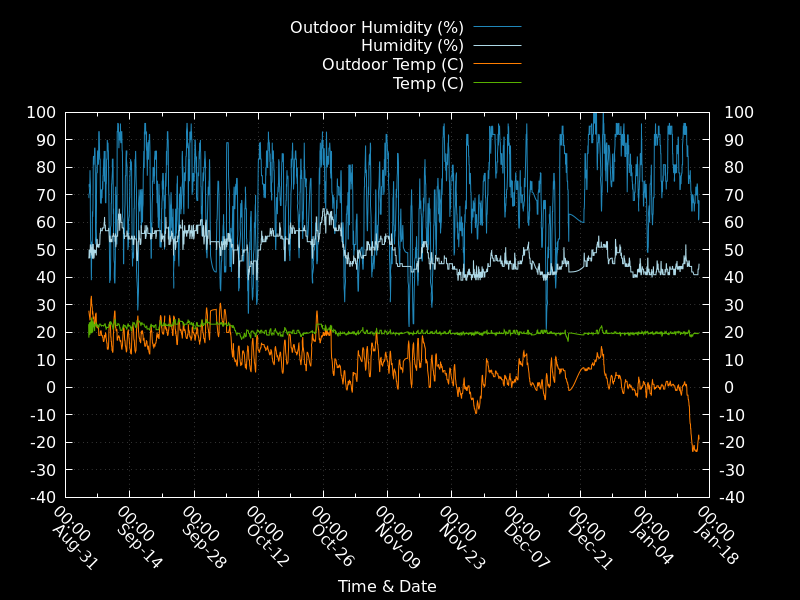 Outdoor Humidity (%)
Humidity (%)
Outdoor Temp (C)
Temp (C)
100 100
90 90
80 80
70 70
60 60
50 50
40 40
30 30
20 20
10 10
0 0
-10 -10
-20 -20
-30 -30
-40 -40
00:00 Aug-31
00:00 Sep-14
00:00 Sep-28
00:00 Oct-12
00:00 Oct-26
00:00 Nov-09
00:00 Nov-23
00:00 Dec-07
00:00 Dec-21
00:00 Jan-04
00:00 Jan-18
Time & Date